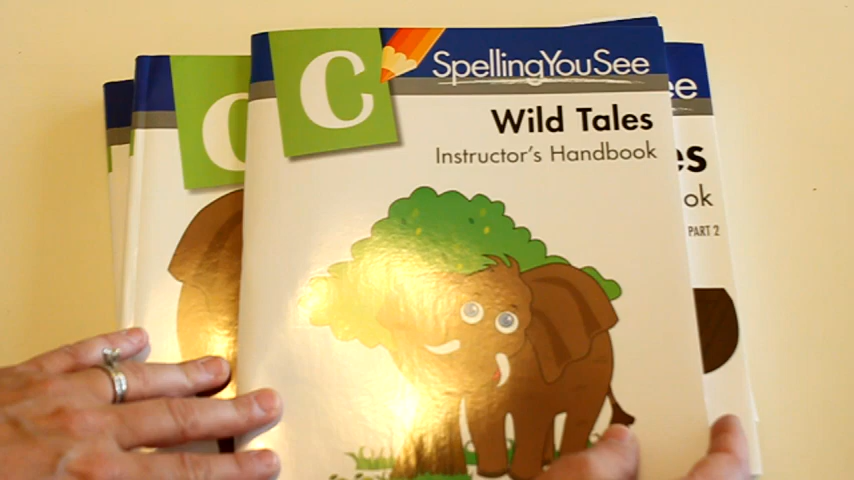 C
C
SpellingYouSee
Wild Tales
Instructor's Handbook
ee
es
ok
PART 2